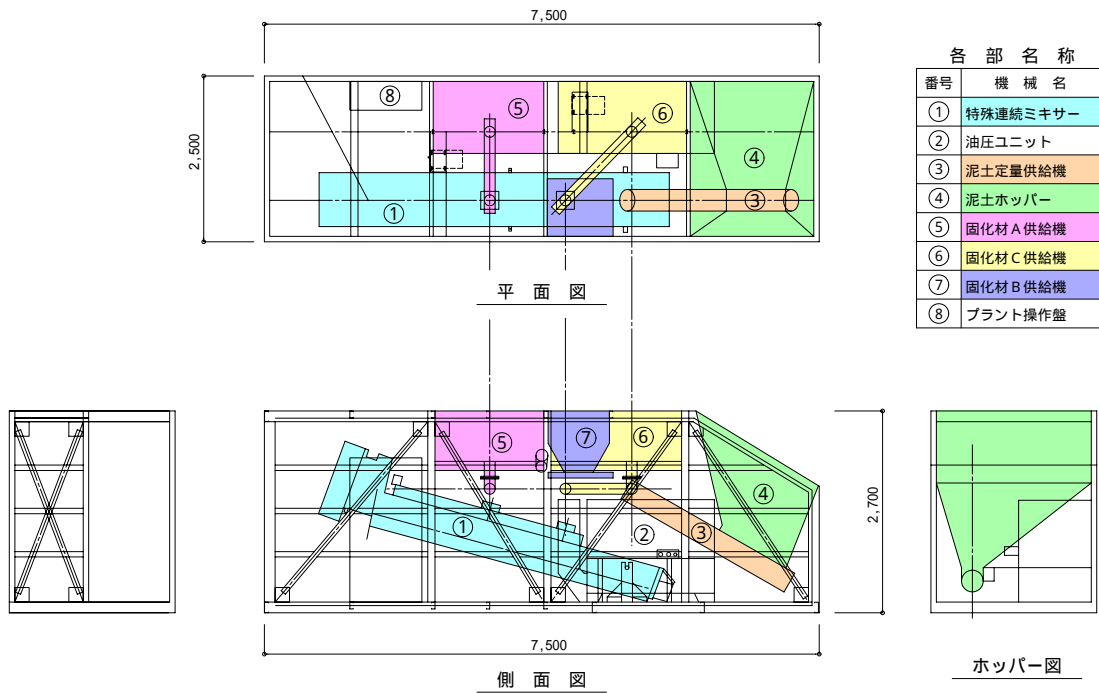 7,500
2,500
⑧
⑤
⑥
④
①
③
平面図
各部名称
番号 機械名
① 特殊連続ミキサー
② 油圧ユニット
③ 泥土定量供給機
④ 泥土ホッパー
⑤ 固化材A供給機
⑥ 固化材C供給機
⑦ 固化材B供給機
⑧ プラント操作盤
⑤
⑦
⑥
④
①
②
③
2,700
7,500
側面図
ホッパー図